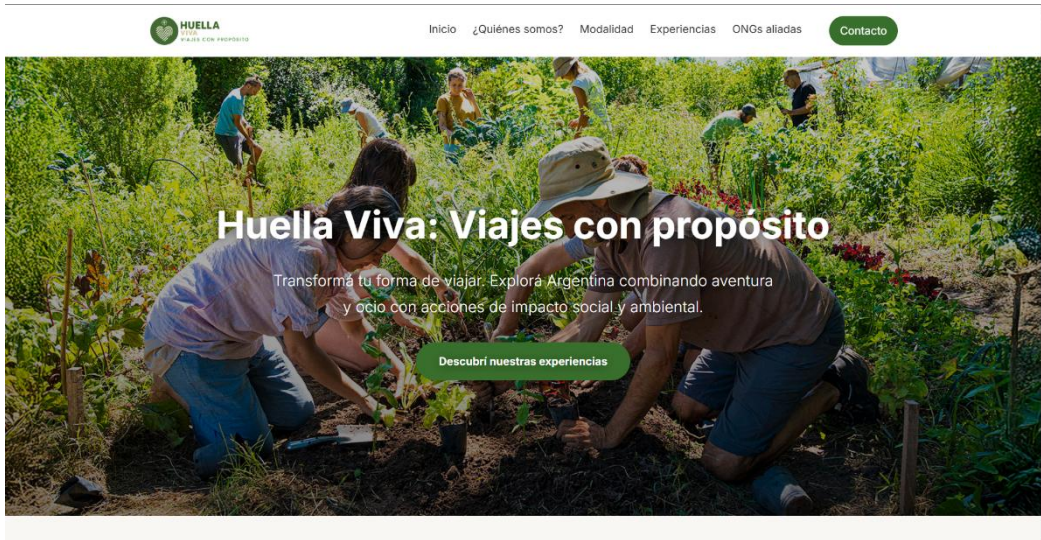 HUELLA
VIVA
VIAJES CON PROPÓSITO
Inicio ¿Quiénes somos? Modalidad Experiencias ONGs aliadas Contacto
Huella Viva: Viajes con propósito
Transformá tu forma de viajar. Explorá Argentina combinando aventura
y ocio con acciones de impacto social y ambiental.
Descubrí nuestras experiencias